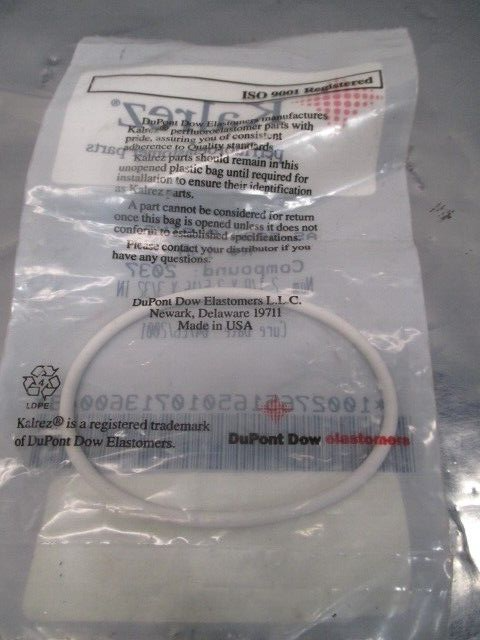 ISO 9001 Registered
Kalrez®
DuPont Dow Elastomers manufactures
Kalrez® perfluoroelastomer parts with
pride, assuring you of consistent
adherence to Quality standards
Kalrez parts should remain in this
unopened plastic bag until required for
installation to ensure their identification
as Kalrez parts.
A part cannot be considered for return
once this bag is opened unless it does not
conform to established specifications.
Please contact your distributor if you
have any questions.
Compound 2037
DuPont Dow Elastomers L.L.C.
Newark, Delaware 19711
Made in USA
Cure Date
4
LDPE
Kalrez® is a registered trademark
of DuPont Dow Elastomers.
DuPont Dow elastomers